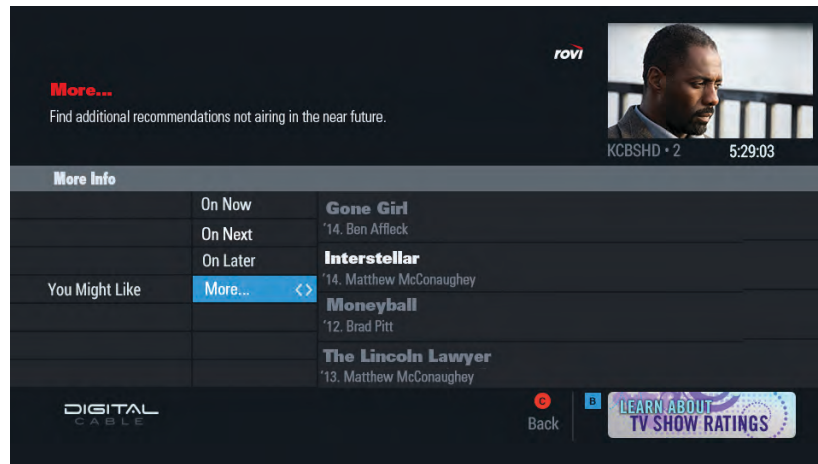 rovi
More...
Find additional recommendations not airing in the near future.
KCBSHD • 2 5:29:03
More Info
On Now
On Next
On Later
You Might Like
More... <>
Gone Girl
'14. Ben Affleck
Interstellar
'14. Matthew McConaughey
Moneyball
'12. Brad Pitt
The Lincoln Lawyer
'13. Matthew McConaughey
DIGITAL
CABLE
C
Back
B
LEARN ABOUT
TV SHOW RATINGS